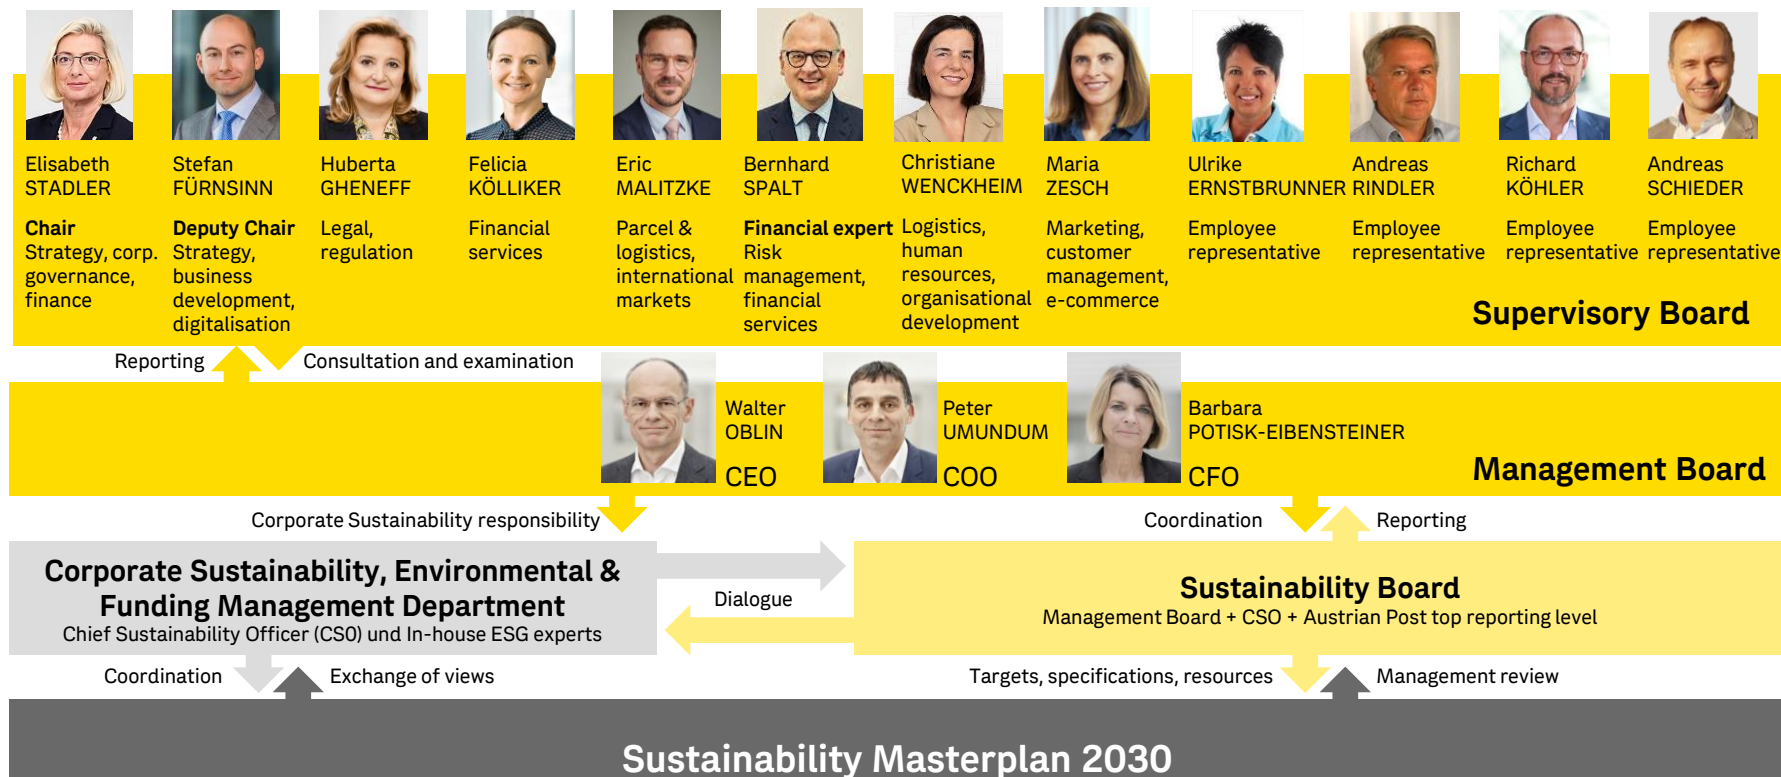 Elisabeth
STADLER
Chair
Strategy, corp.
governance,
finance
Stefan
FÜRNSINN
Deputy Chair
Strategy,
business
development,
digitalisation
Huberta
GHENEFF
Legal,
regulation
Felicia
KÖLLIKER
Financial
services
Eric
MALITZKE
Parcel &
logistics,
international
markets
Bernhard
SPALT
Financial expert
Risk
management,
financial
services
Christiane
WENCKHEIM
Logistics,
human
resources,
organisational
development
Maria
ZESCH
Marketing,
customer
management,
e-commerce
Ulrike
ERNSTBRUNNER
Employee
representative
Andreas
RINDLER
Employee
representative
Richard
KÖHLER
Employee
representative
Andreas
SCHIEDER
Employee
representative
Supervisory Board
Reporting
Consultation and examination
Walter
OBLIN
CEO
Peter
UMUNDUM
COO
Barbara
POTISK-EIBENSTEINER
CFO
Management Board
Corporate Sustainability responsibility
Coordination
Reporting
Corporate Sustainability, Environmental &
Funding Management Department
Chief Sustainability Officer (CSO) und In-house ESG experts
Dialogue
Sustainability Board
Management Board + CSO + Austrian Post top reporting level
Coordination
Exchange of views
Targets, specifications, resources
Management review
Sustainability Masterplan 2030